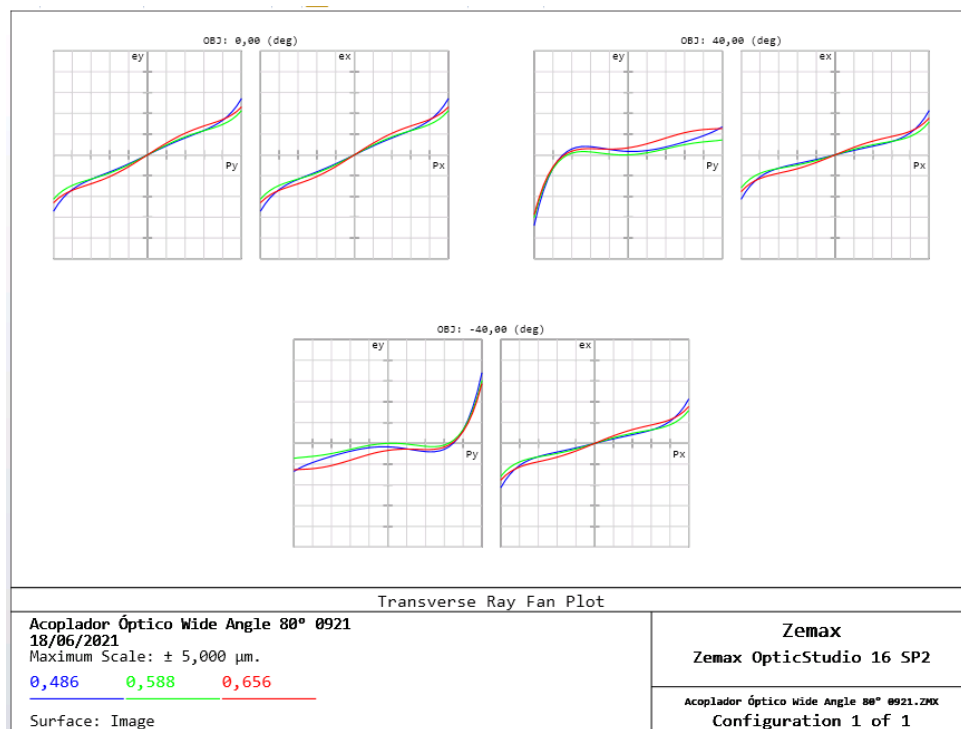 OBJ: 0,00 (deg)
ey
Py
ex
Px
OBJ: 40,00 (deg)
ey
Py
ex
Px
OBJ: -40,00 (deg)
ey
Py
ex
Px
Transverse Ray Fan Plot
Acoplador Óptico Wide Angle 80° 0921
18/06/2021
Maximum Scale: ± 5,000 µm.
0,486 0,588 0,656
Surface: Image
Zemax
Zemax OpticStudio 16 SP2
Acoplador Óptico Wide Angle 80° 0921.ZMX
Configuration 1 of 1